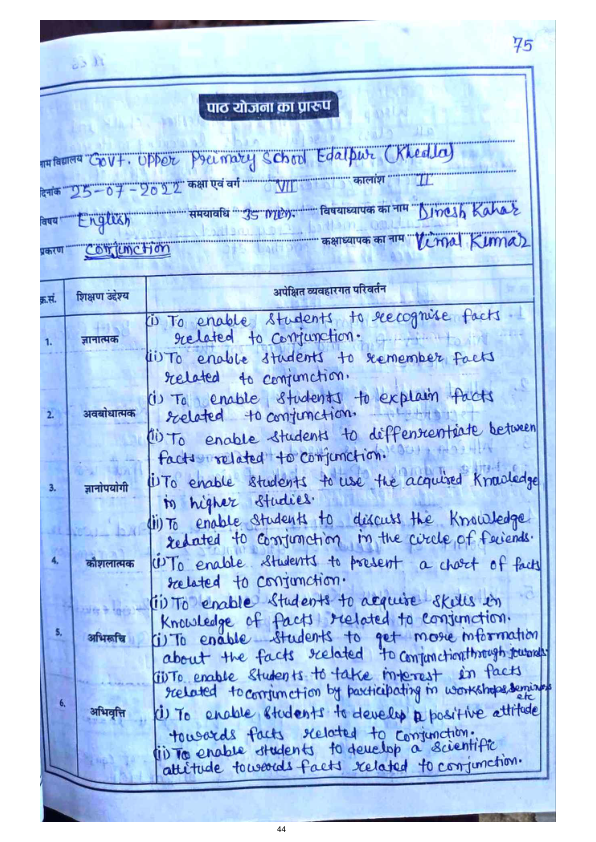 75
पाठ योजना का प्रारूप
नाम विद्यालय Govt. Upper Primary School Edalpur (Khedla)
दिनांक 25-07-2022 कक्षा एवं वर्ग VII कालांश II
विषय English समयावधि 35 min. विषयाध्यापक का नाम Dinesh Kahar
प्रकरण Conjunction कक्षाध्यापक का नाम Vimal Kumar
क्र.सं. शिक्षण उद्देश्य अपेक्षित व्यवहारगत परिवर्तन
1. ज्ञानात्मक (i) To enable students to recognise facts
related to conjunction.
(ii) To enable students to remember facts
related to conjunction.
2. अवबोधात्मक (i) To enable students to explain facts
related to conjunction.
(ii) To enable students to diffenrentiate between
facts related to conjunction.
3. ज्ञानोपयोगी (i) To enable students to use the acquired Knowledge
in higher studies.
(ii) To enable students to discuss the Knowledge
related to Conjunction in the circle of friends.
4. कौशलात्मक (i) To enable students to present a chart of facts
related to conjunction.
(ii) To enable students to acquire skills in
Knowledge of facts related to conjunction.
5. अभिरूचि (i) To enable students to get more information
about the facts related to conjunction through
(ii) To enable students to take interest in facts
related to conjunction by participating in workshops, seminars
etc
6. अभिवृत्ति (i) To enable students to develop a positive attitude
towards facts related to conjunction.
(ii) To enable students to develop a scientific
attitude towards facts related to conjunction.
44